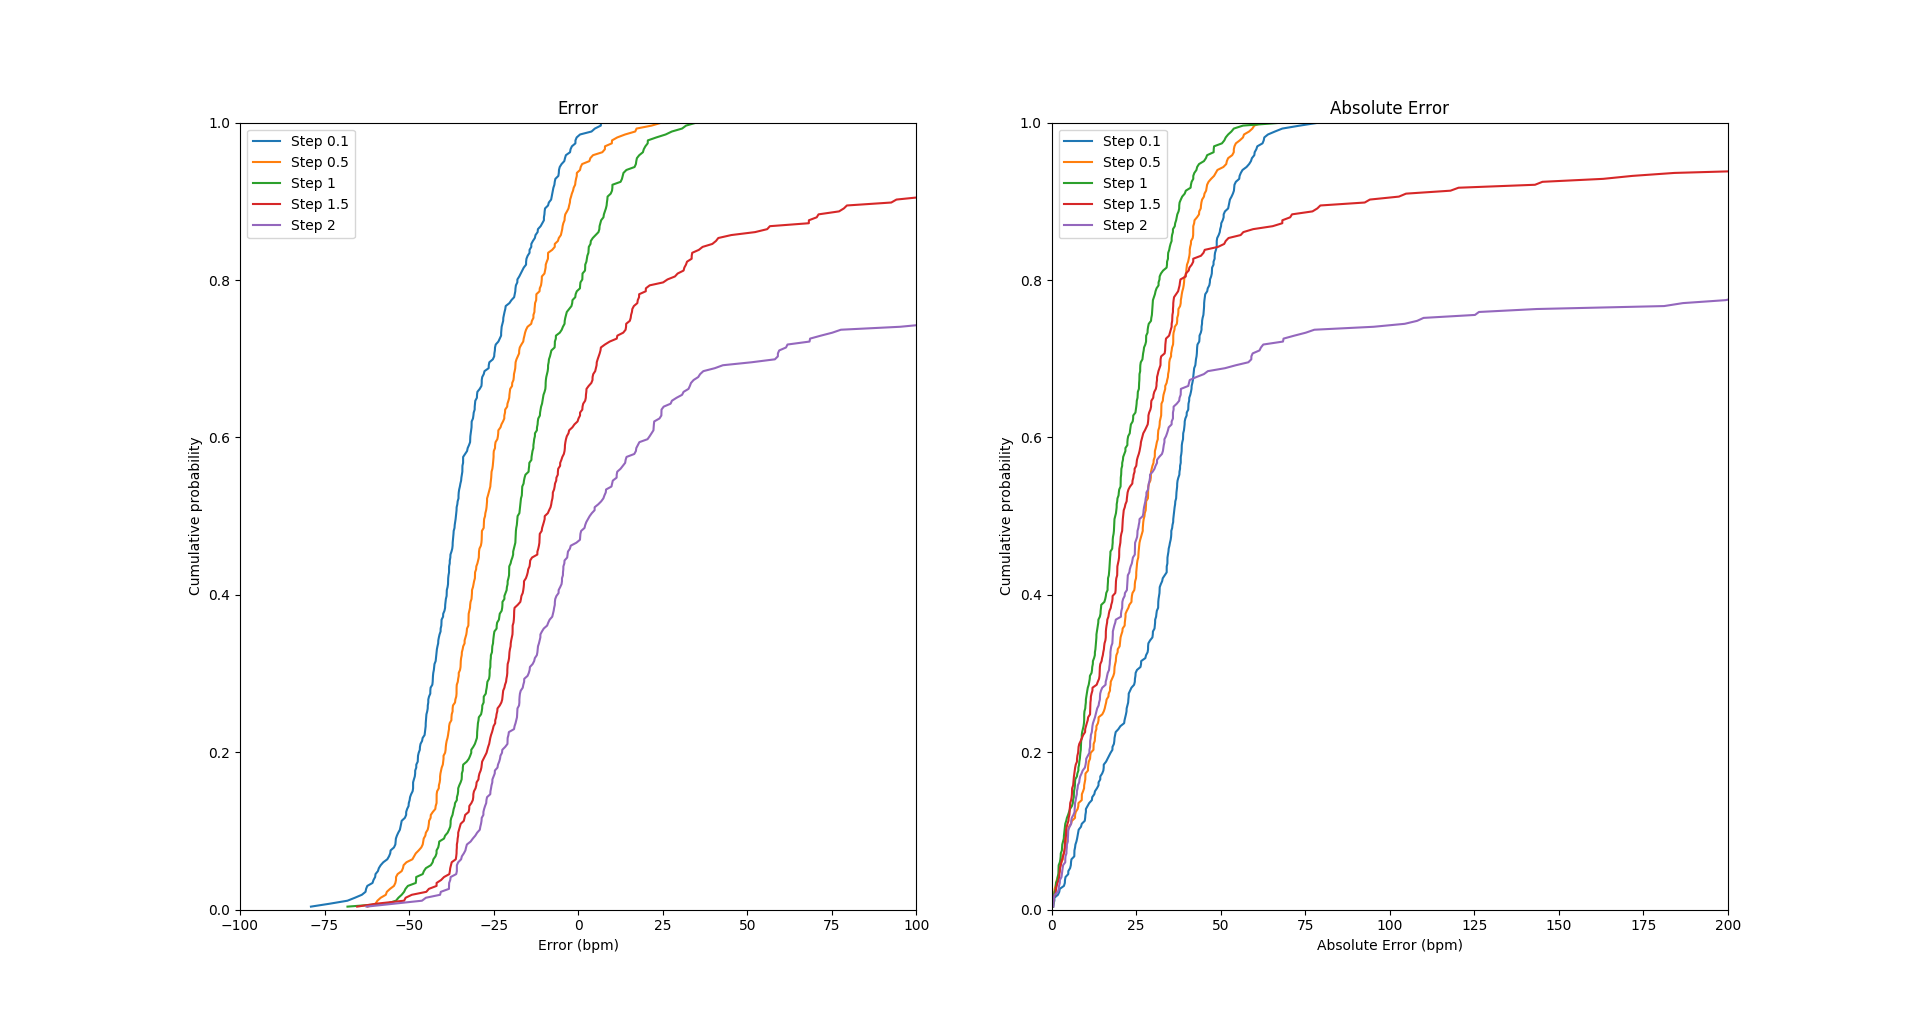 Error
Step 0.1
Step 0.5
Step 1
Step 1.5
Step 2
Cumulative probability
1.0
0.8
0.6
0.4
0.2
0.0
−100
−75
−50
−25
0
25
50
75
100
Error (bpm)
Absolute Error
Step 0.1
Step 0.5
Step 1
Step 1.5
Step 2
Cumulative probability
1.0
0.8
0.6
0.4
0.2
0.0
0
25
50
75
100
125
150
175
200
Absolute Error (bpm)